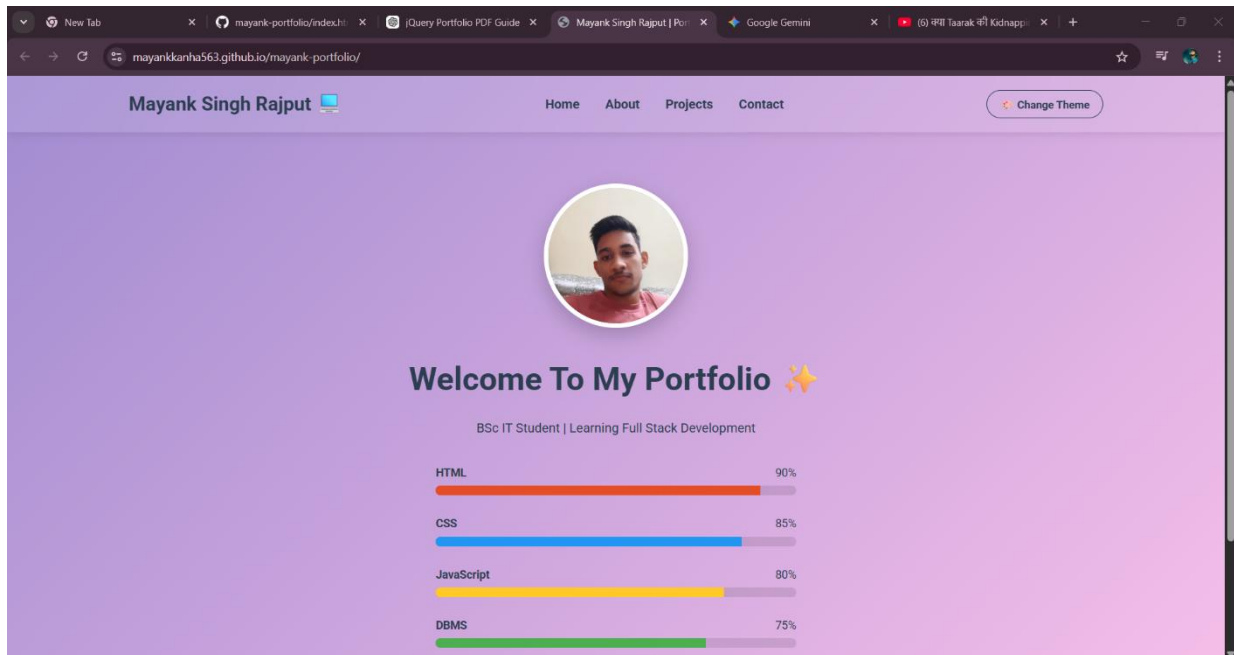 New Tab
mayank-portfolio/index.ht
jQuery Portfolio PDF Guide
Mayank Singh Rajput | Por
Google Gemini
(6) क्या Taarak की Kidnapp
mayankkanha563.github.io/mayank-portfolio/
Mayank Singh Rajput 💻
Home About Projects Contact
Change Theme
Welcome To My Portfolio ✨
BSc IT Student | Learning Full Stack Development
HTML 90%
CSS 85%
JavaScript 80%
DBMS 75%